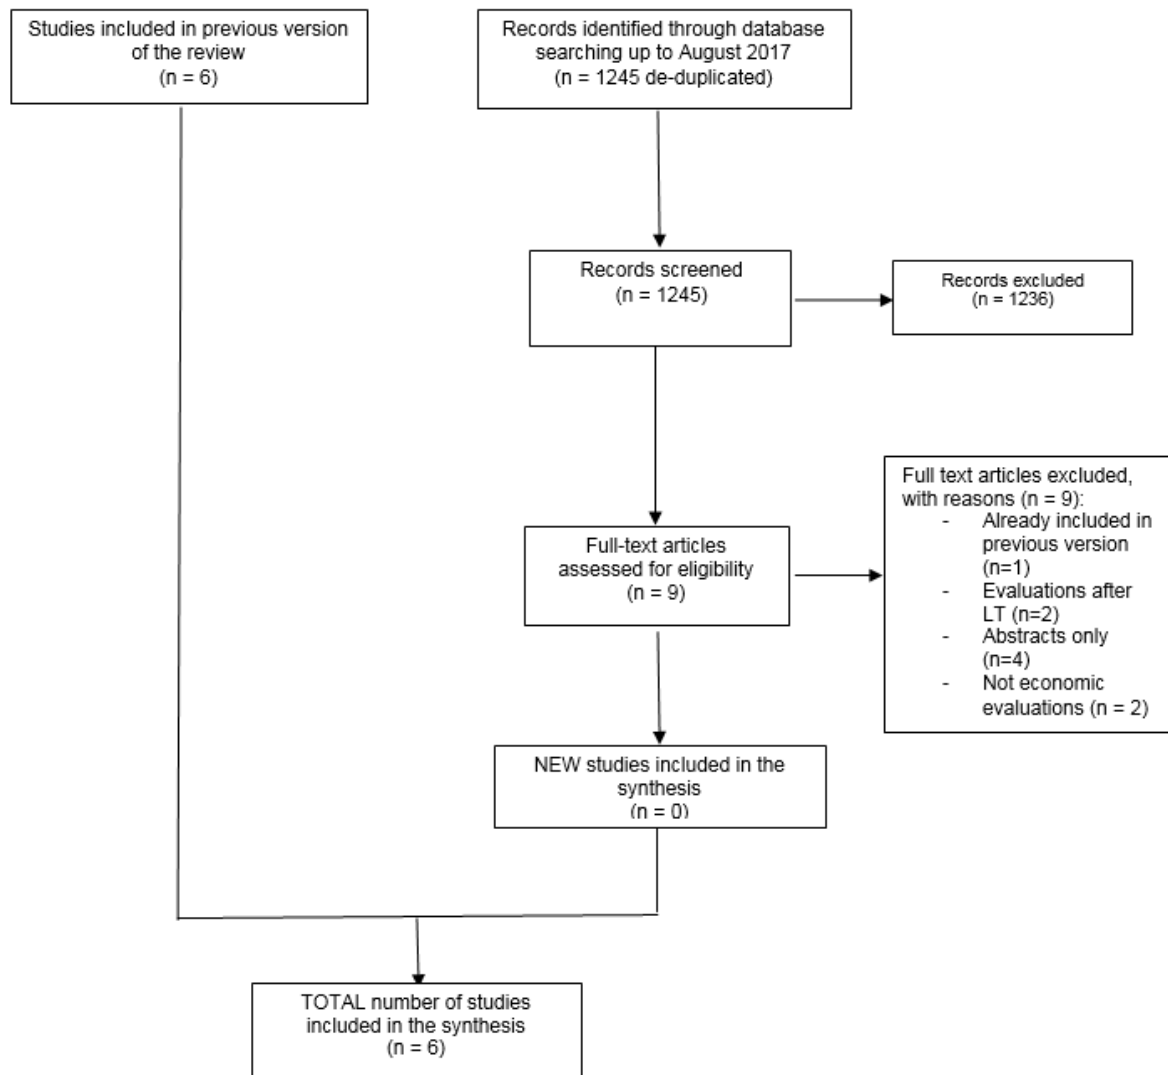 Studies included in previous version
of the review
(n = 6)
Records identified through database
searching up to August 2017
(n = 1245 de-duplicated)
Records screened
(n = 1245)
Records excluded
(n = 1236)
Full-text articles
assessed for eligibility
(n = 9)
Full text articles excluded,
with reasons (n = 9):
- Already included in
previous version
(n=1)
- Evaluations after
LT (n=2)
- Abstracts only
(n=4)
- Not economic
evaluations (n = 2)
NEW studies included in the
synthesis
(n = 0)
TOTAL number of studies
included in the synthesis
(n = 6)